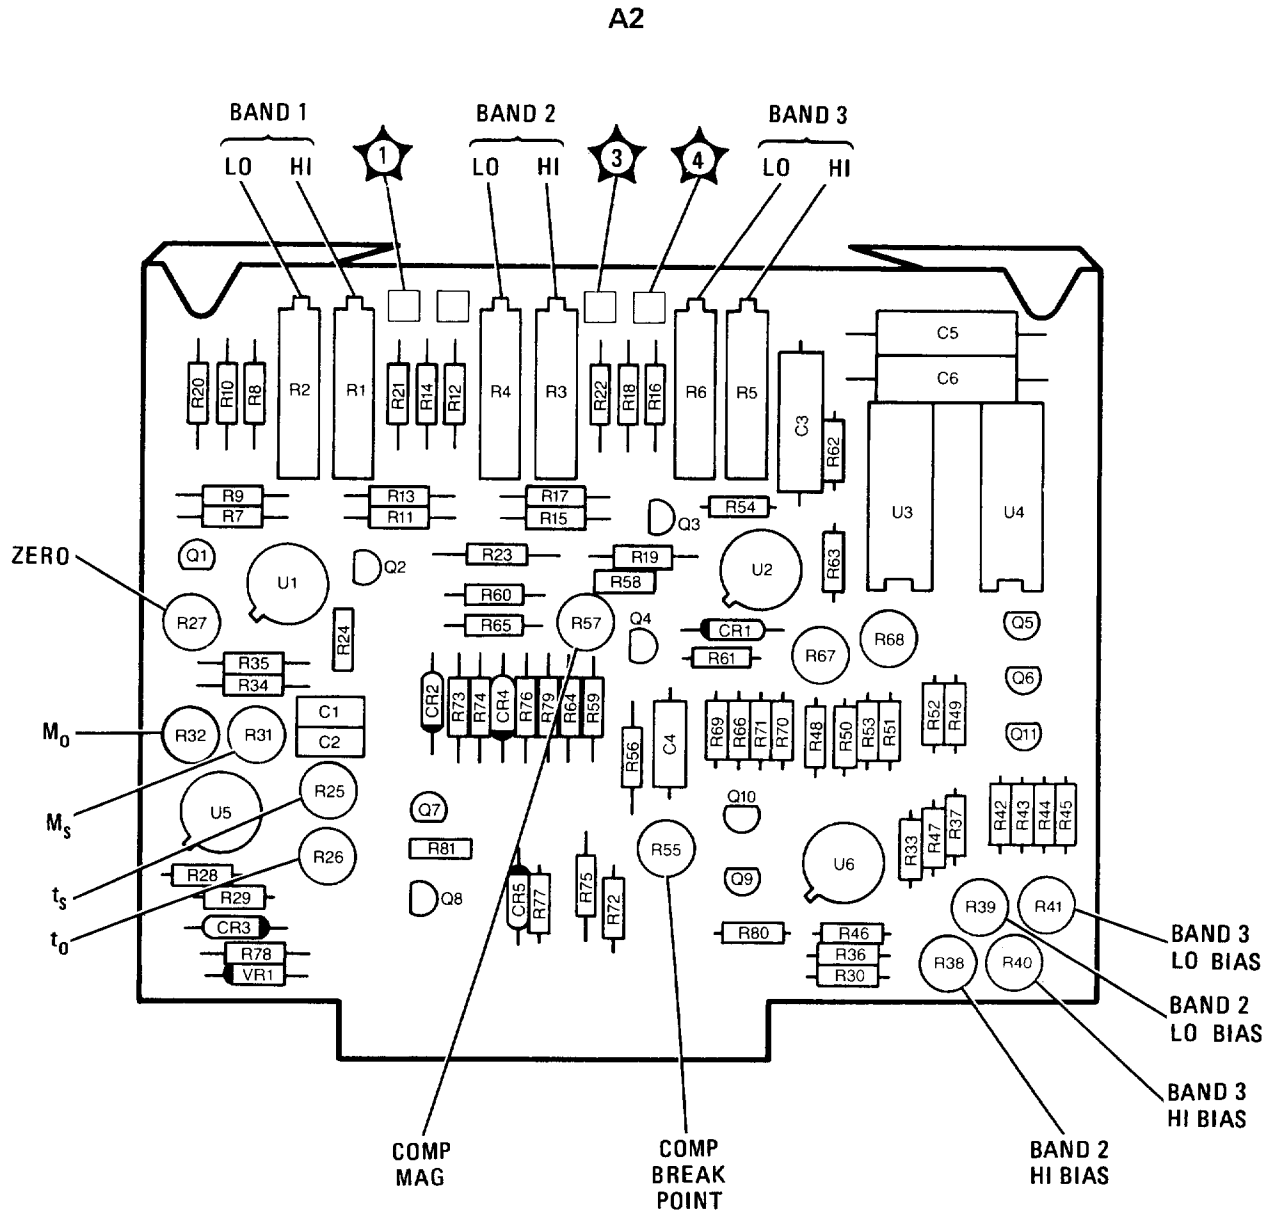 A2
BAND 1
BAND 2
BAND 3
LO HI
1
LO HI
3
4
LO HI
C5
C6
R20
R10
R8
R2
R1
R21
R14
R12
R4
R3
R22
R18
R16
R6
R5
C3
R62
U3
U4
R9
R7
R13
R11
R17
R15
Q3
R54
ZERO
Q1
U1
Q2
R23
R19
R58
U2
R63
R60
R65
R57
Q4
CR1
R61
R67
R68
Q5
R27
R24
R35
R34
CR2
R73
R74
CR4
R76
R79
R64
R59
Q6
M₀
R32
R31
C1
C2
R56
C4
R69
R66
R71
R70
R48
R50
R53
R51
R52
R49
Q11
Mₛ
U5
R25
R26
Q7
R81
Q8
R55
Q10
Q9
U6
R33
R47
R37
R42
R43
R44
R45
tₛ
t₀
R28
R29
CR3
R78
VR1
CR5
R77
R75
R72
R80
R46
R36
R30
R39
R41
R38
R40
BAND 3
LO BIAS
BAND 2
LO BIAS
BAND 3
HI BIAS
BAND 2
HI BIAS
COMP
MAG
COMP
BREAK
POINT